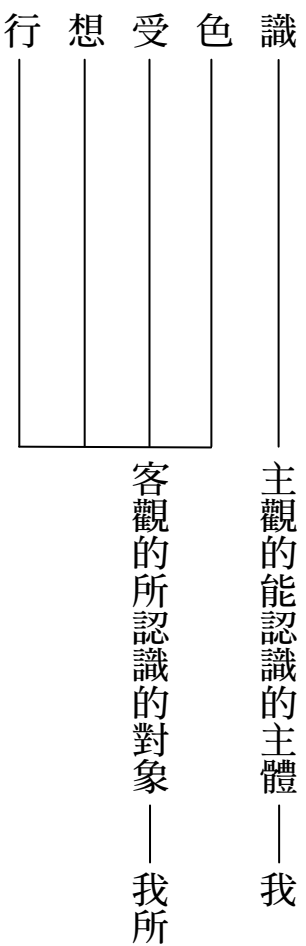 識
色
受
想
行
主觀的能認識的主體——我
客觀的所認識的對象——我所